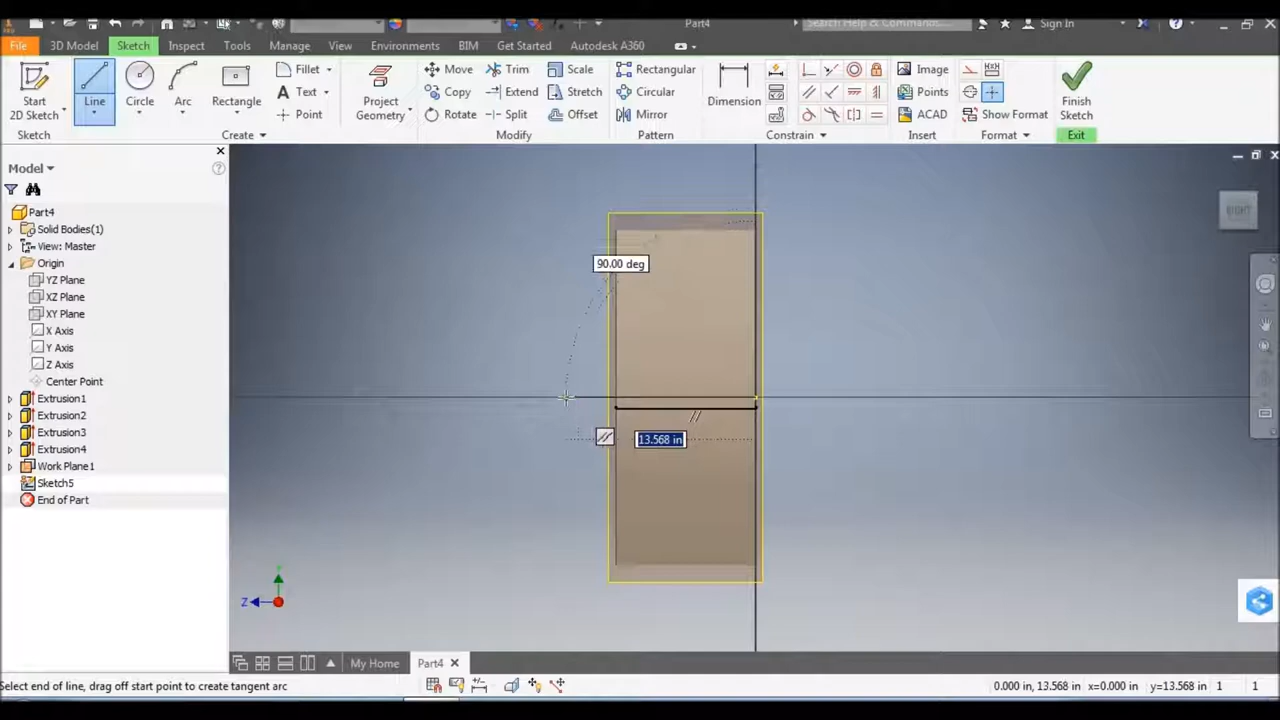 Part4
Search Help & Commands...
Sign In
File 3D Model Sketch Inspect Tools Manage View Environments BIM Get Started Autodesk A360
Start 2D Sketch
Line
Circle
Arc
Rectangle
Fillet
Text
Point
Project Geometry
Move
Copy
Rotate
Trim
Extend
Split
Scale
Stretch
Offset
Rectangular
Circular
Mirror
Dimension
Image
Points
ACAD
Show Format
Finish Sketch
Sketch Create Modify Pattern Constrain Insert Format Exit
Model
Part4
Solid Bodies(1)
View: Master
Origin
YZ Plane
XZ Plane
XY Plane
X Axis
Y Axis
Z Axis
Center Point
Extrusion1
Extrusion2
Extrusion3
Extrusion4
Work Plane1
Sketch5
End of Part
RIGHT
90.00 deg
13.568 in
Z
My Home
Part4
Select end of line, drag off start point to create tangent arc
0.000 in, 13.568 in x=0.000 in y=13.568 in 1 1